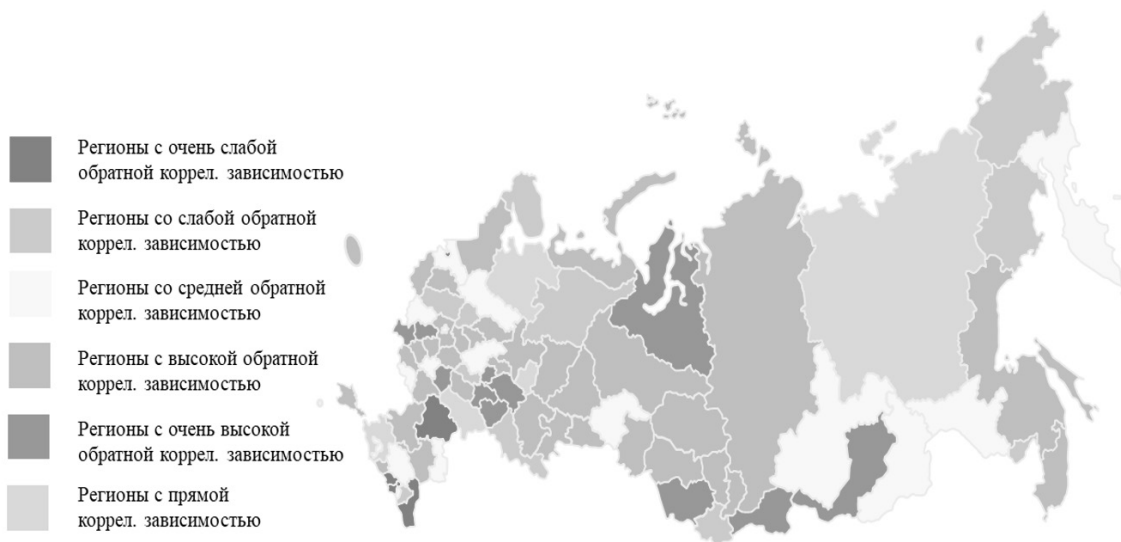 Регионы с очень слабой
обратной коррел. зависимостью
Регионы со слабой обратной
коррел. зависимостью
Регионы со средней обратной
коррел. зависимостью
Регионы с высокой обратной
коррел. зависимостью
Регионы с очень высокой
обратной коррел. зависимостью
Регионы с прямой
коррел. зависимостью